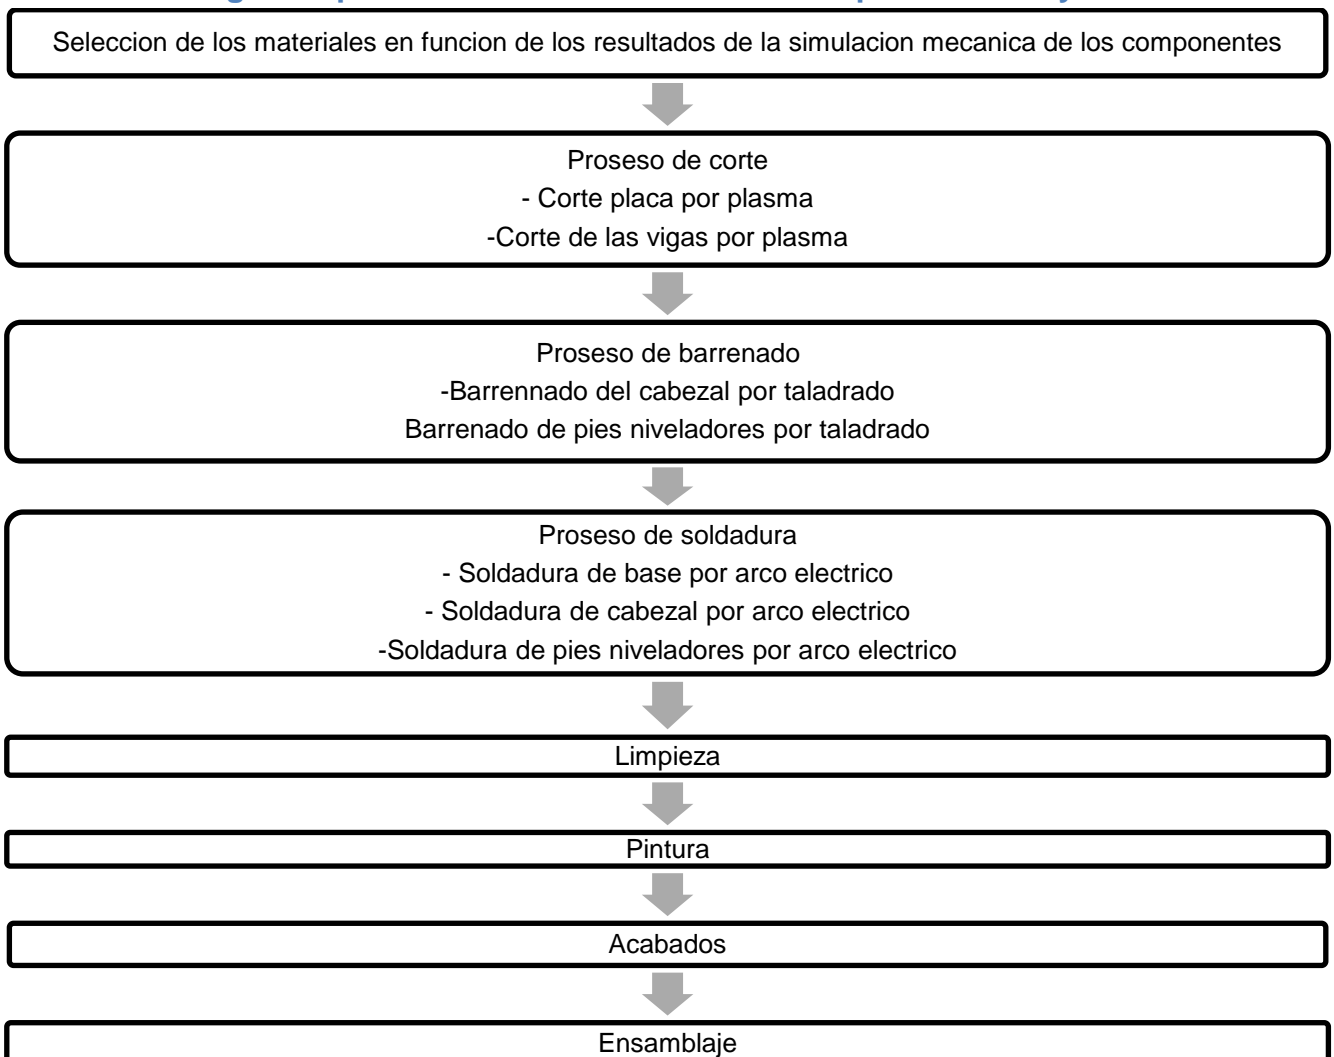 Seleccion de los materiales en funcion de los resultados de la simulacion mecanica de los componentes
Proseso de corte
- Corte placa por plasma
-Corte de las vigas por plasma
Proseso de barrenado
-Barrennado del cabezal por taladrado
Barrenado de pies niveladores por taladrado
Proseso de soldadura
- Soldadura de base por arco electrico
- Soldadura de cabezal por arco electrico
-Soldadura de pies niveladores por arco electrico
Limpieza
Pintura
Acabados
Ensamblaje